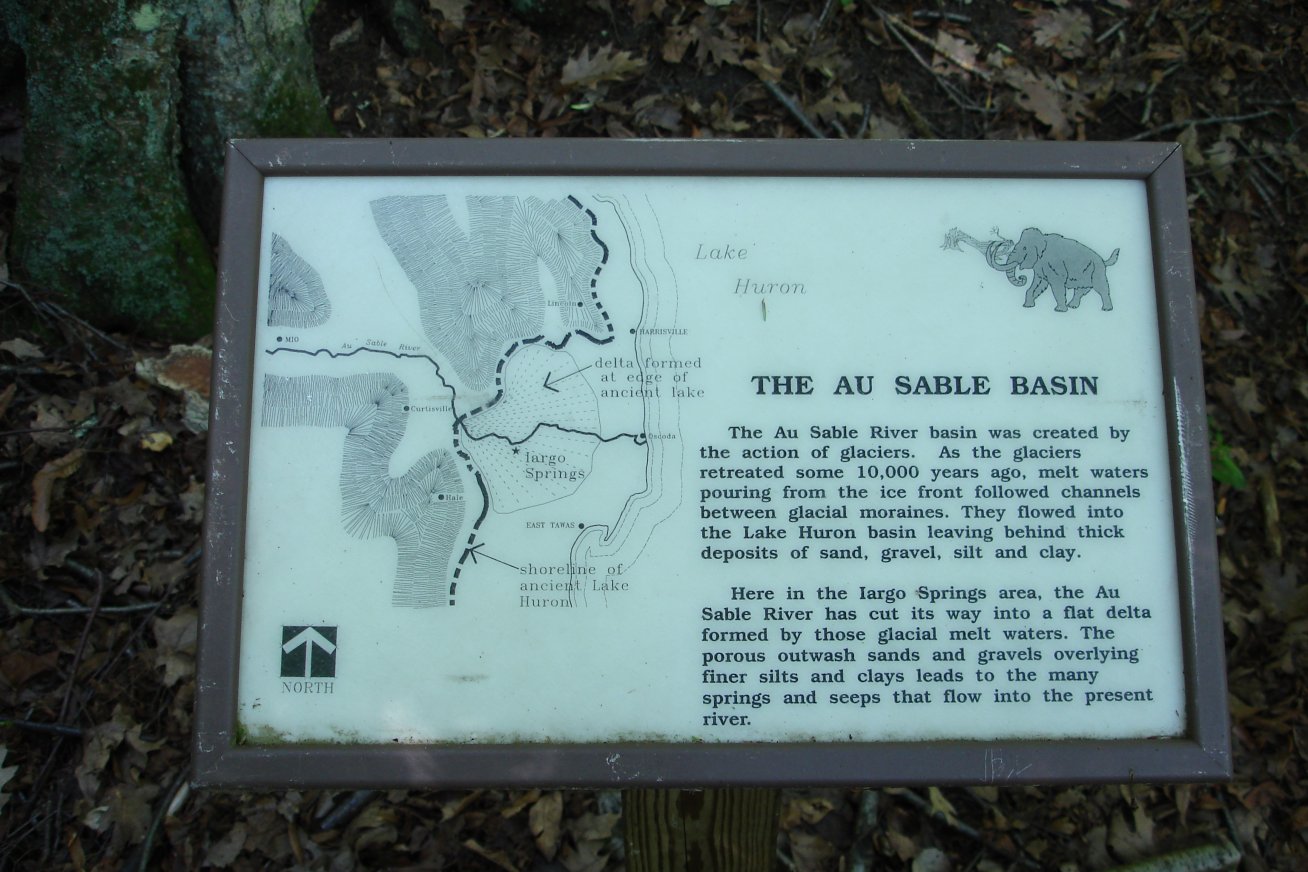 Lake
Huron
Lincoln
HARRISVILLE
MIO
Au Sable River
delta formed
at edge of
ancient lake
Curtisville
Oscoda
Iargo
Springs
Hale
EAST TAWAS
shoreline of
ancient Lake
Huron
NORTH
THE AU SABLE BASIN
The Au Sable River basin was created by
the action of glaciers. As the glaciers
retreated some 10,000 years ago, melt waters
pouring from the ice front followed channels
between glacial moraines. They flowed into
the Lake Huron basin leaving behind thick
deposits of sand, gravel, silt and clay.
Here in the Iargo Springs area, the Au
Sable River has cut its way into a flat delta
formed by those glacial melt waters. The
porous outwash sands and gravels overlying
finer silts and clays leads to the many
springs and seeps that flow into the present
river.